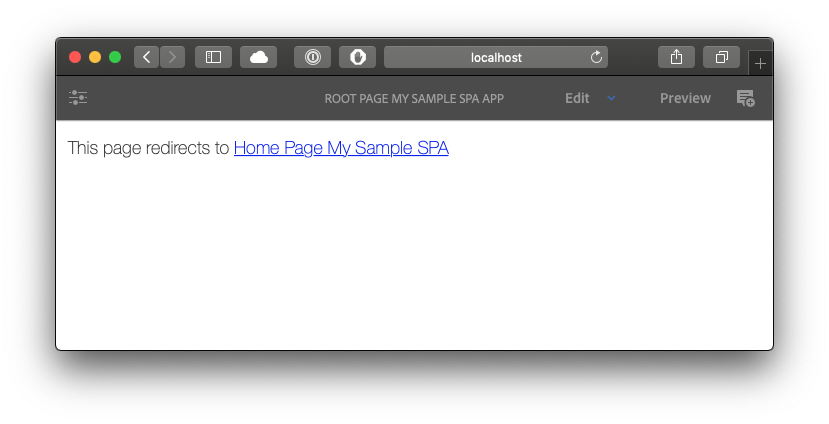 localhost
ROOT PAGE MY SAMPLE SPA APP Edit Preview
This page redirects to Home Page My Sample SPA